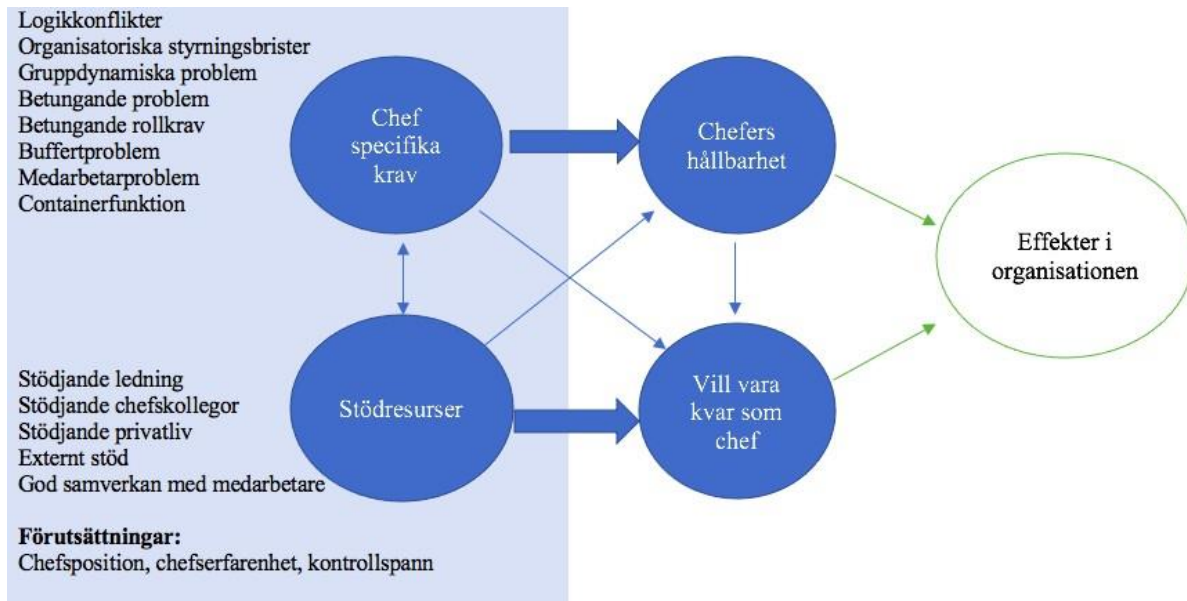 Logikkonflikter
Organisatoriska styrningsbrister
Gruppdynamiska problem
Betungande problem
Betungande rollkrav
Buffertproblem
Medarbetarproblem
Containerfunktion
Chef
specifika
krav
Chefers
hållbarhet
Effekter i
organisationen
Stödjande ledning
Stödjande chefskollegor
Stödjande privatliv
Externt stöd
God samverkan med medarbetare
Stödresurser
Vill vara
kvar som
chef
Förutsättningar:
Chefsposition, chefserfarenhet, kontrollspann